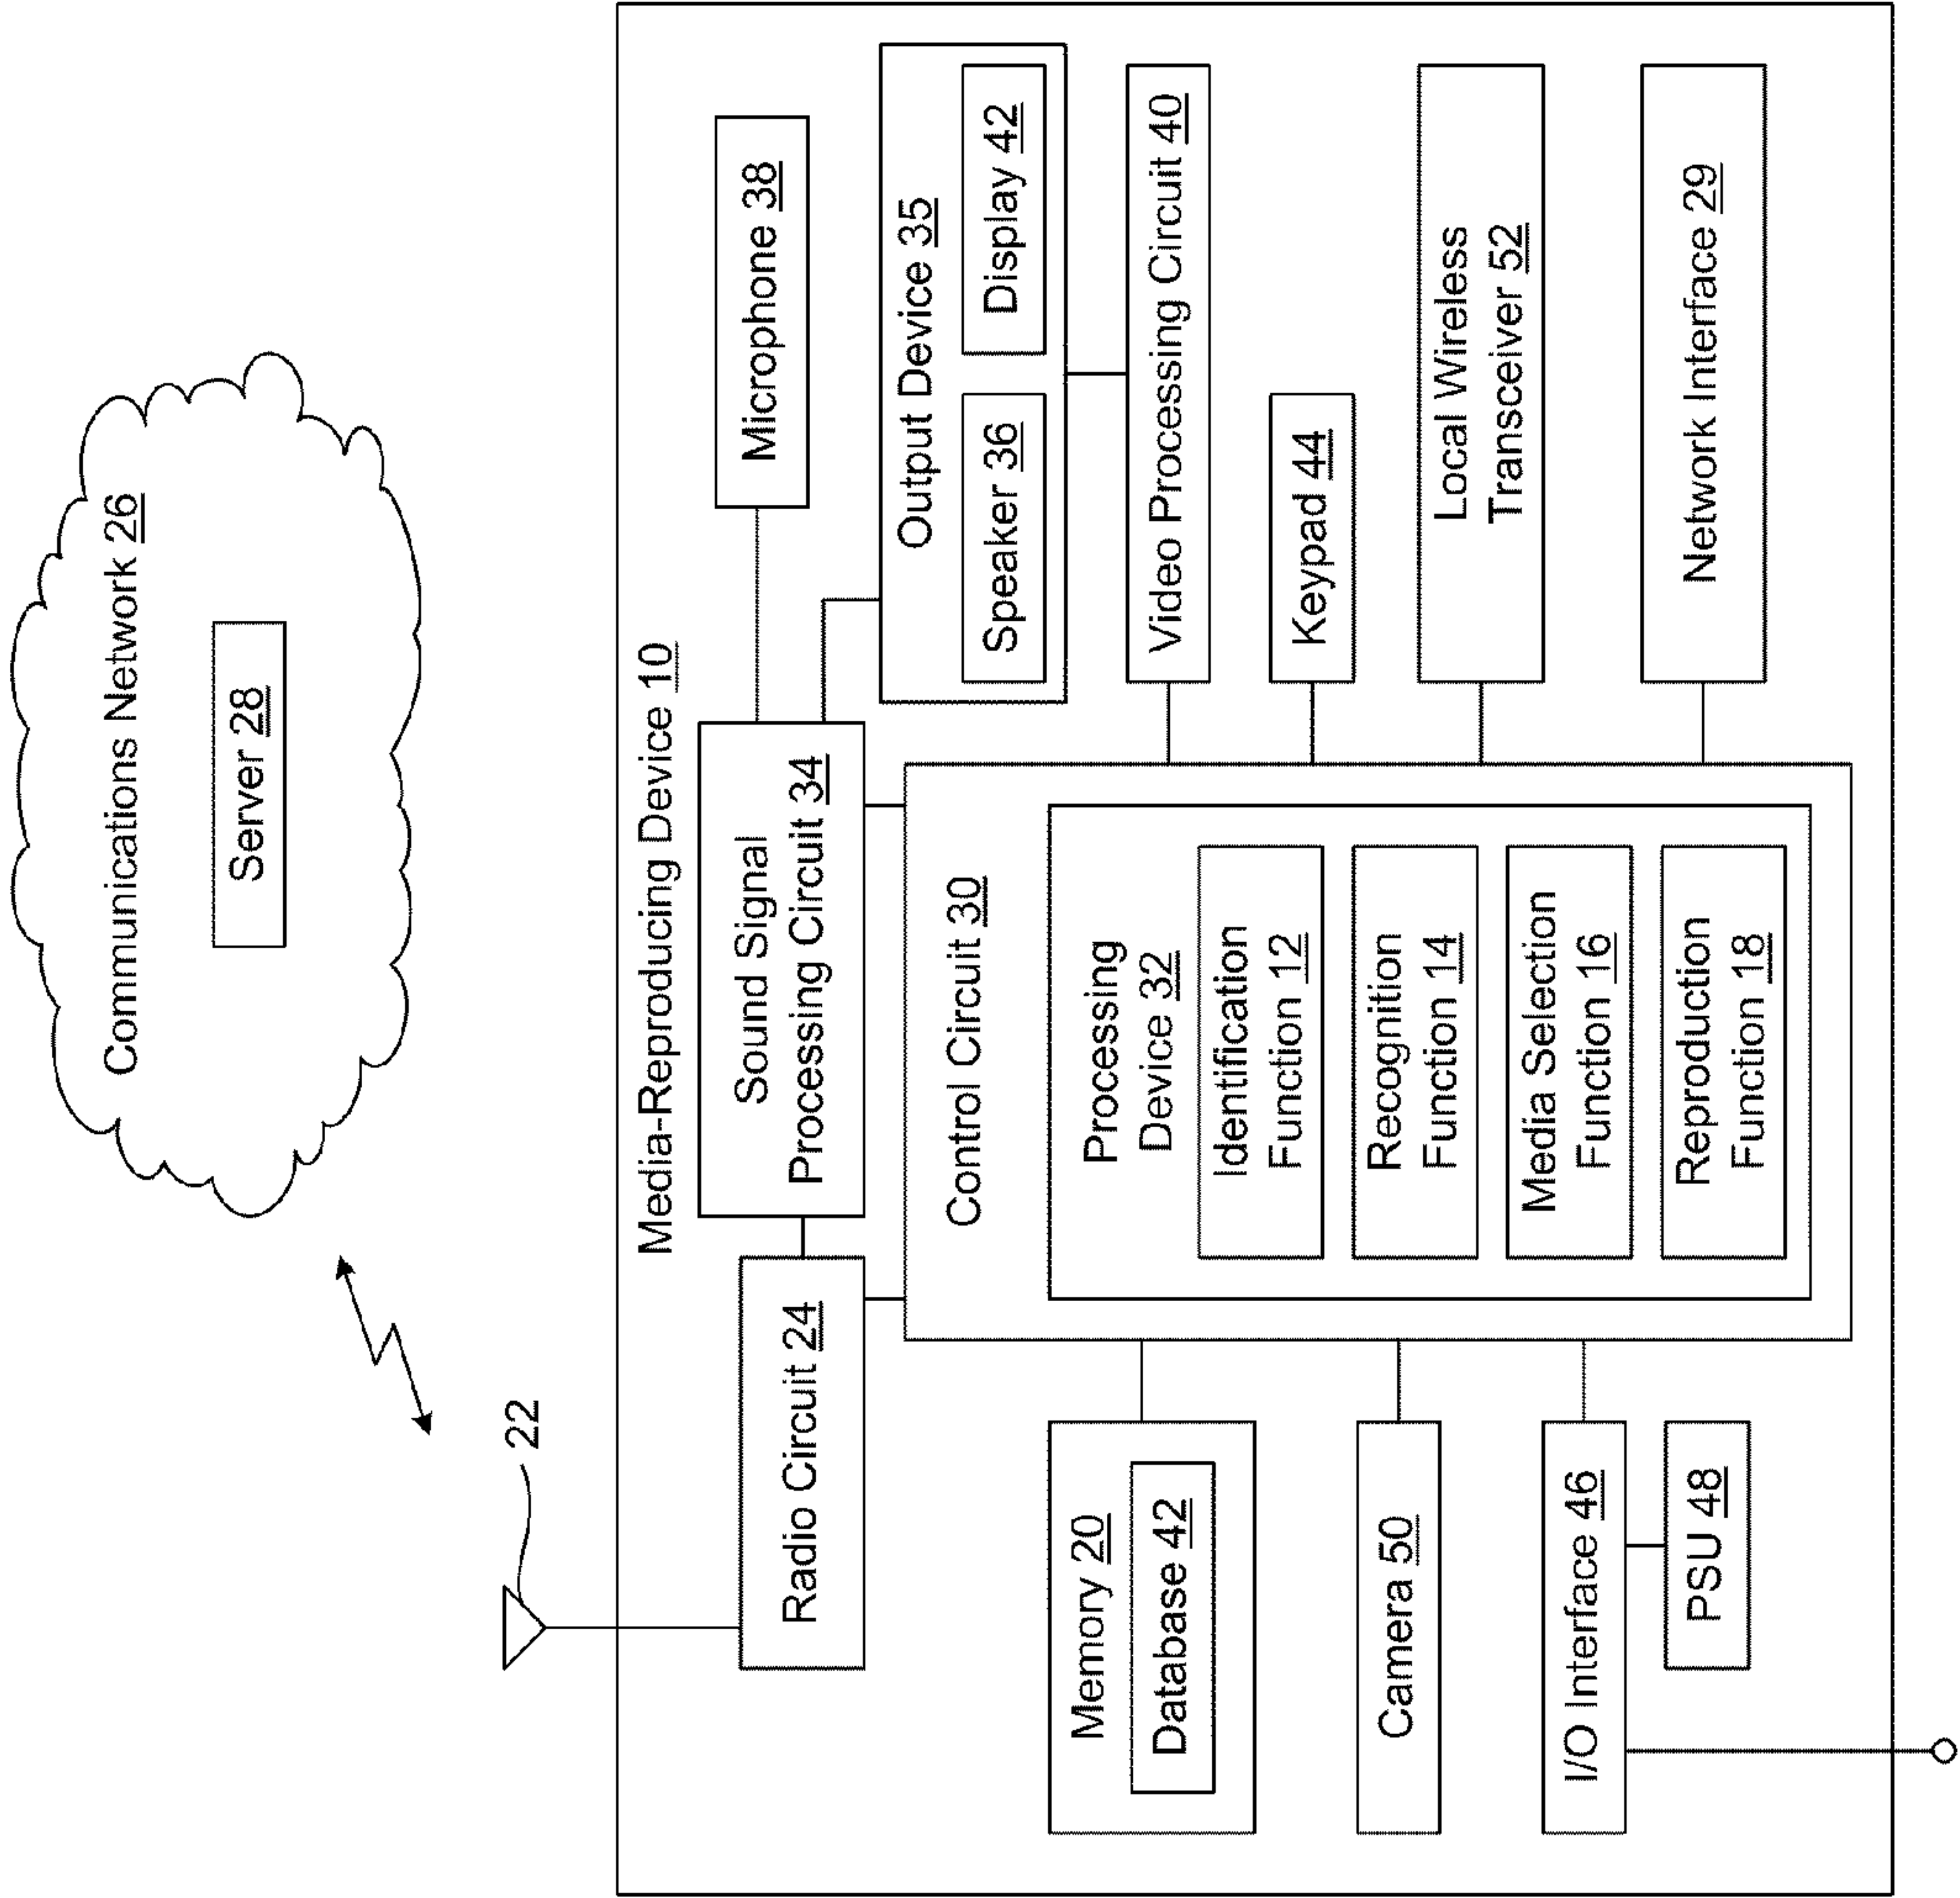 Communications Network 26
Server 28
22
Media-Reproducing Device 10
Radio Circuit 24
Sound Signal
Processing Circuit 34
Microphone 38
Output Device 35
Speaker 36
Display 42
Memory 20
Database 42
Camera 50
I/O Interface 46
PSU 48
Control Circuit 30
Processing
Device 32
Identification
Function 12
Recognition
Function 14
Media Selection
Function 16
Reproduction
Function 18
Video Processing Circuit 40
Keypad 44
Local Wireless
Transceiver 52
Network Interface 29